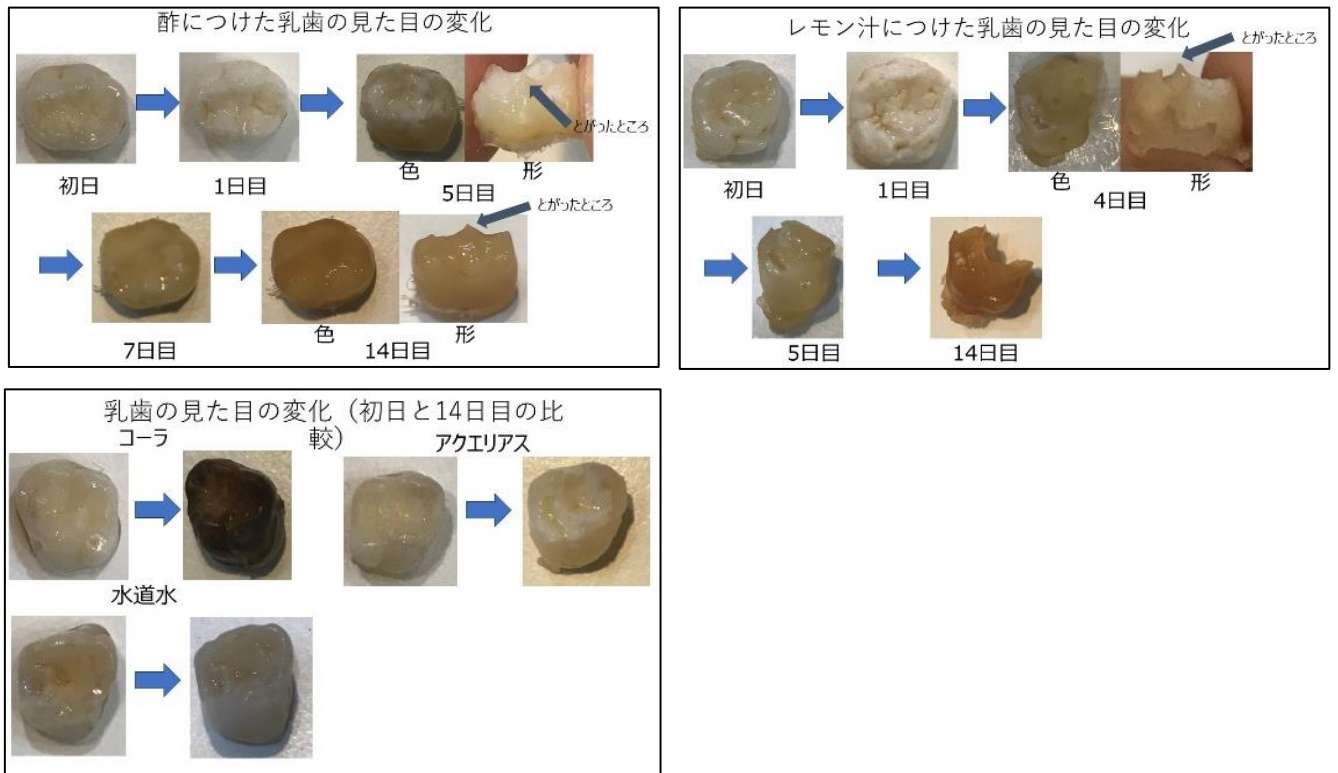 酢につけた乳歯の見た目の変化
とがったところ
初日
1日目
色
形
5日目
とがったところ
7日目
色
形
14日目
レモン汁につけた乳歯の見た目の変化
とがったところ
初日
1日目
色
形
4日目
5日目
14日目
乳歯の見た目の変化（初日と14日目の比
較）
コーラ
アクエリアス
水道水